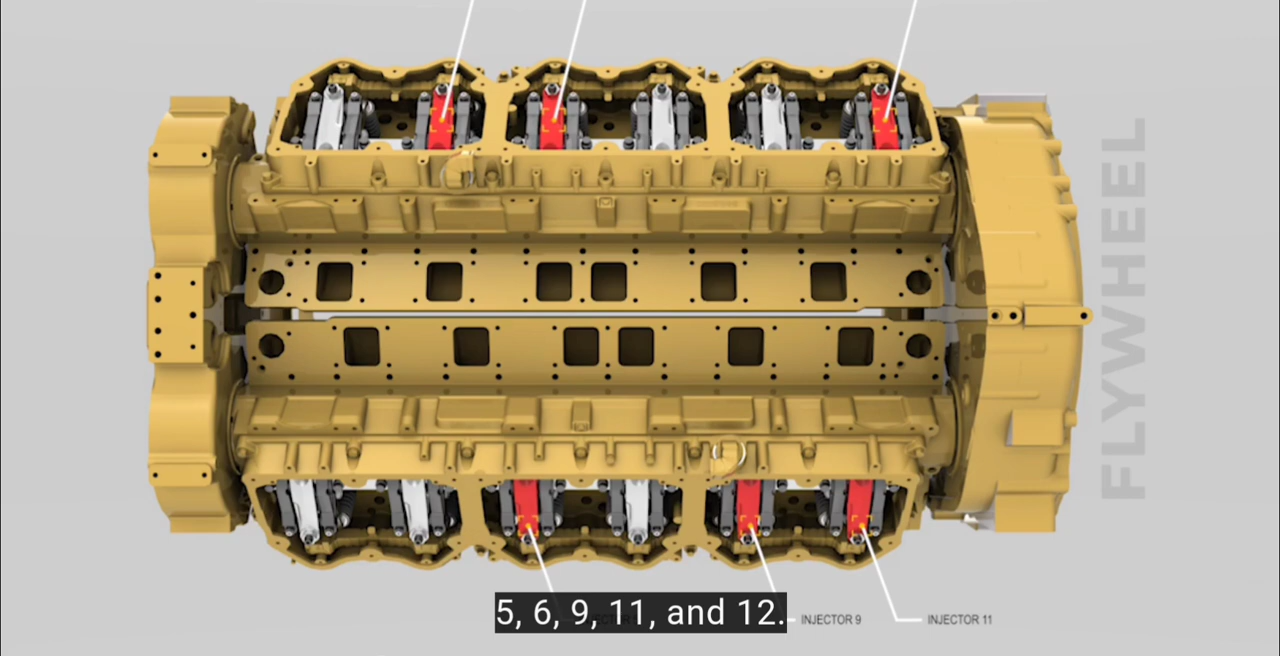 FLYWHEEL
5, 6, 9, 11, and 12.
INJECTOR 9
INJECTOR 11